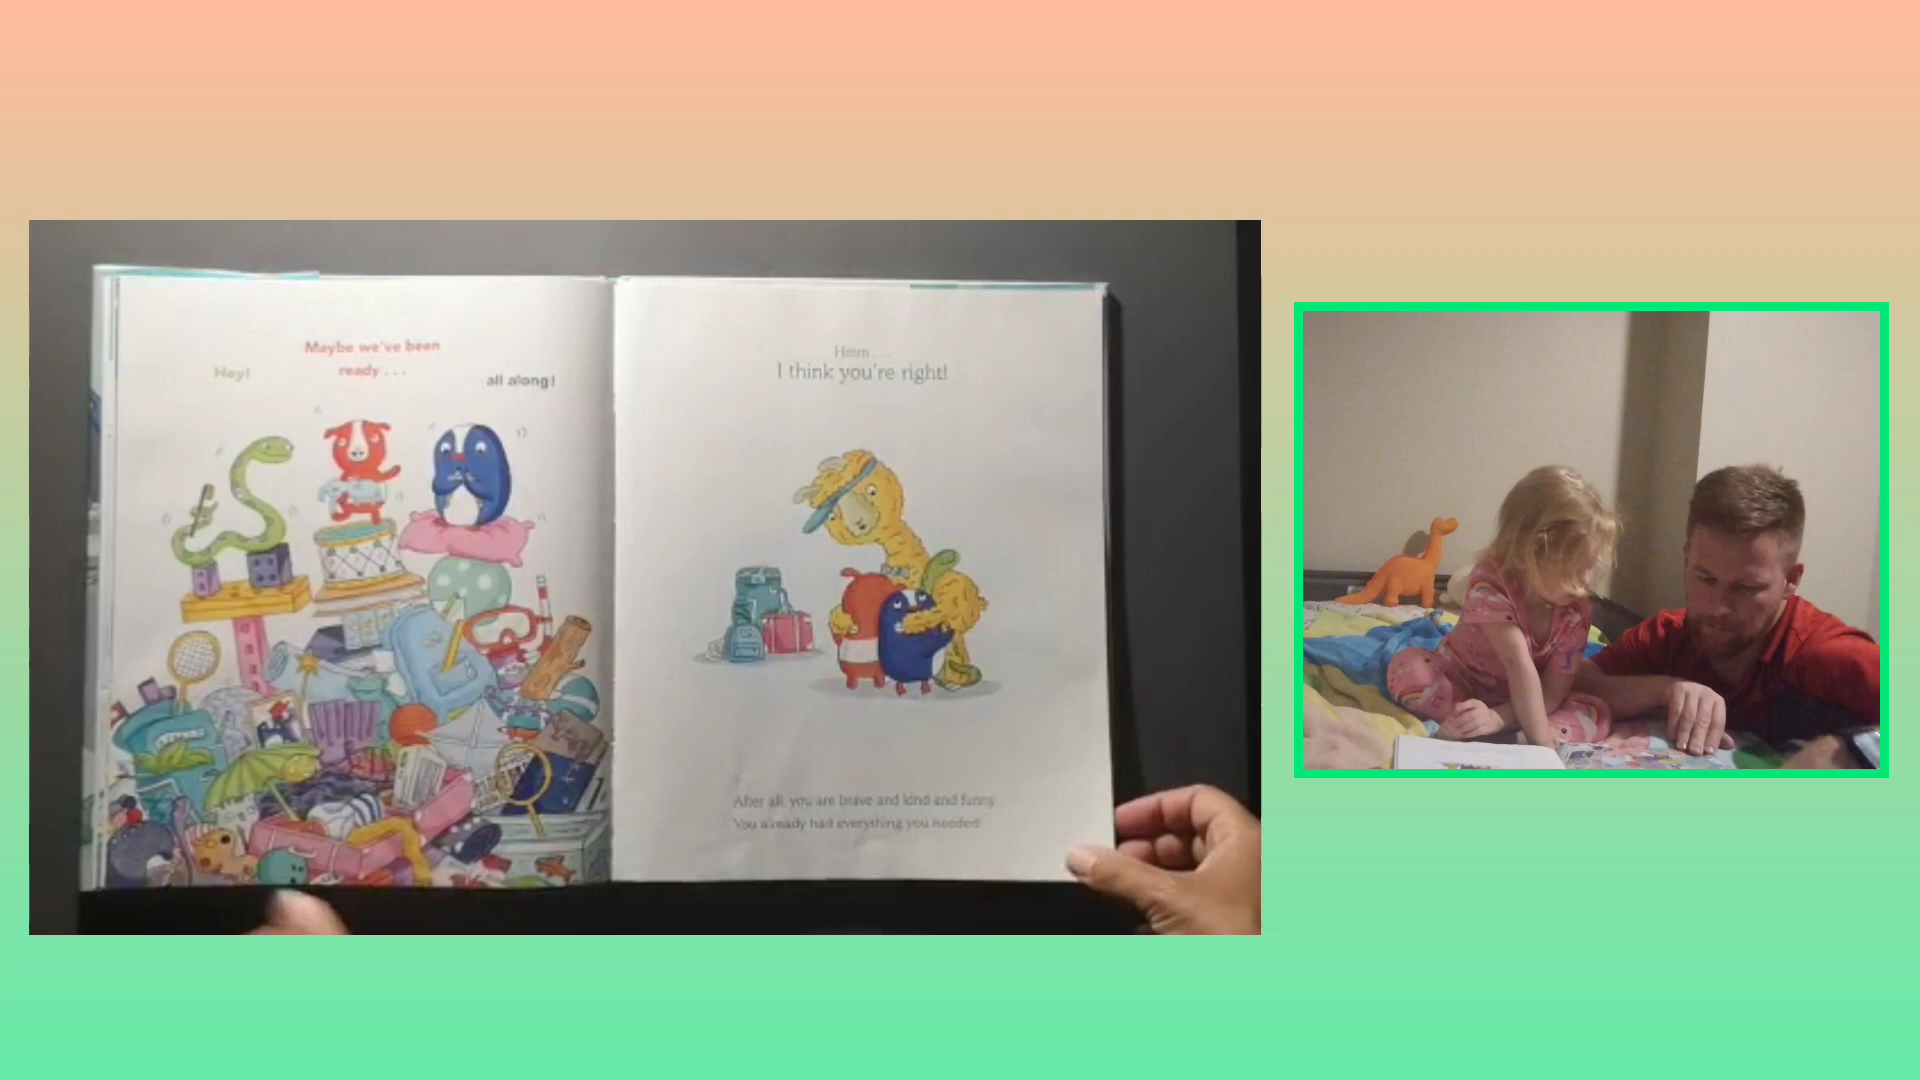 Hey!
Maybe we've been
ready . . .
all along!
Hmm . . .
I think you're right!
After all, you are brave and kind and funny.
You already had everything you needed!